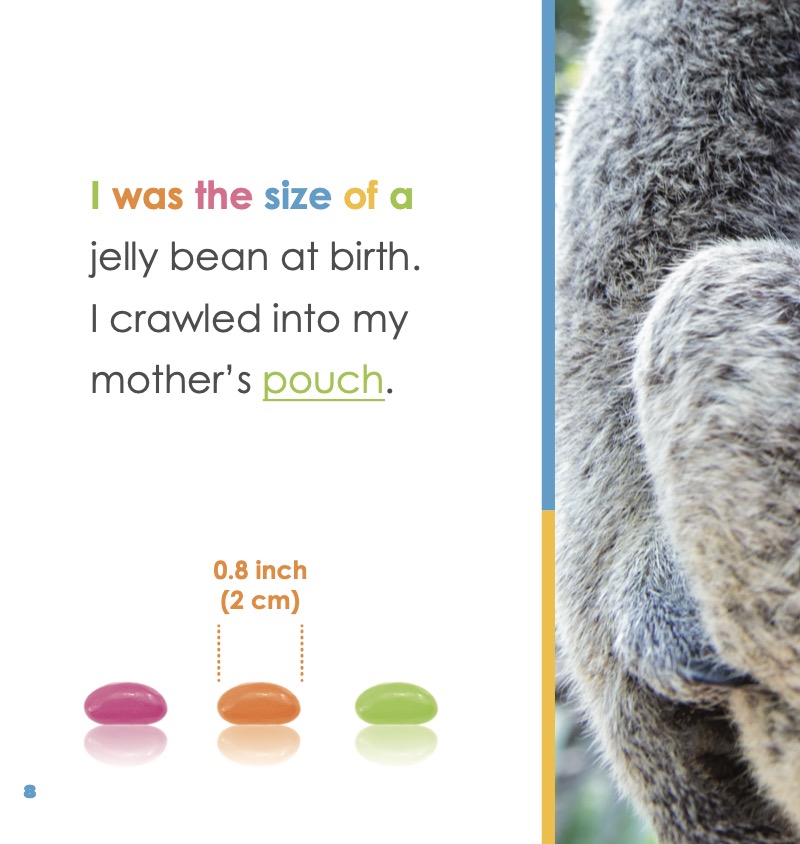 I was the size of a
jelly bean at birth.
I crawled into my
mother’s pouch.
0.8 inch
(2 cm)
8